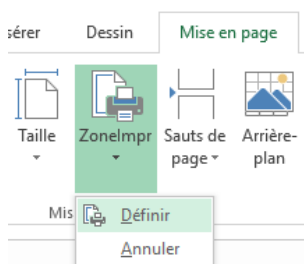 sérer Dessin Mise en page
Taille ZoneImpr Sauts de Arrière-
page plan
Mis Définir
Annuler